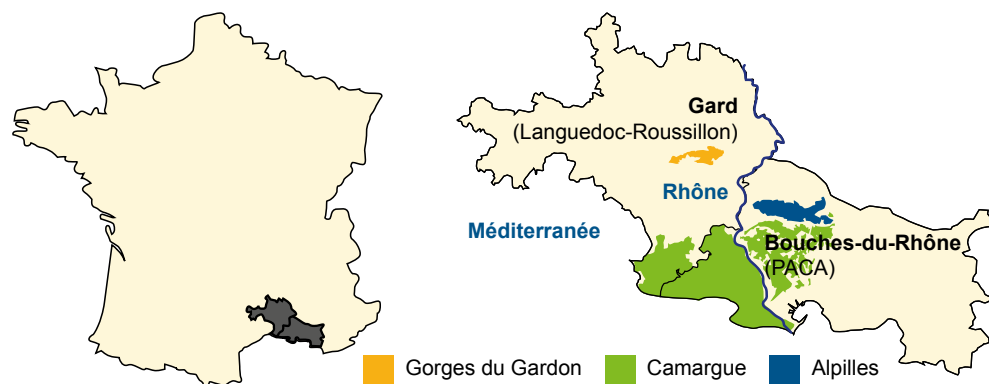 Gard
(Languedoc-Roussillon)
Rhône
Méditerranée
Bouches-du-Rhône
(PACA)
Gorges du Gardon
Camargue
Alpilles